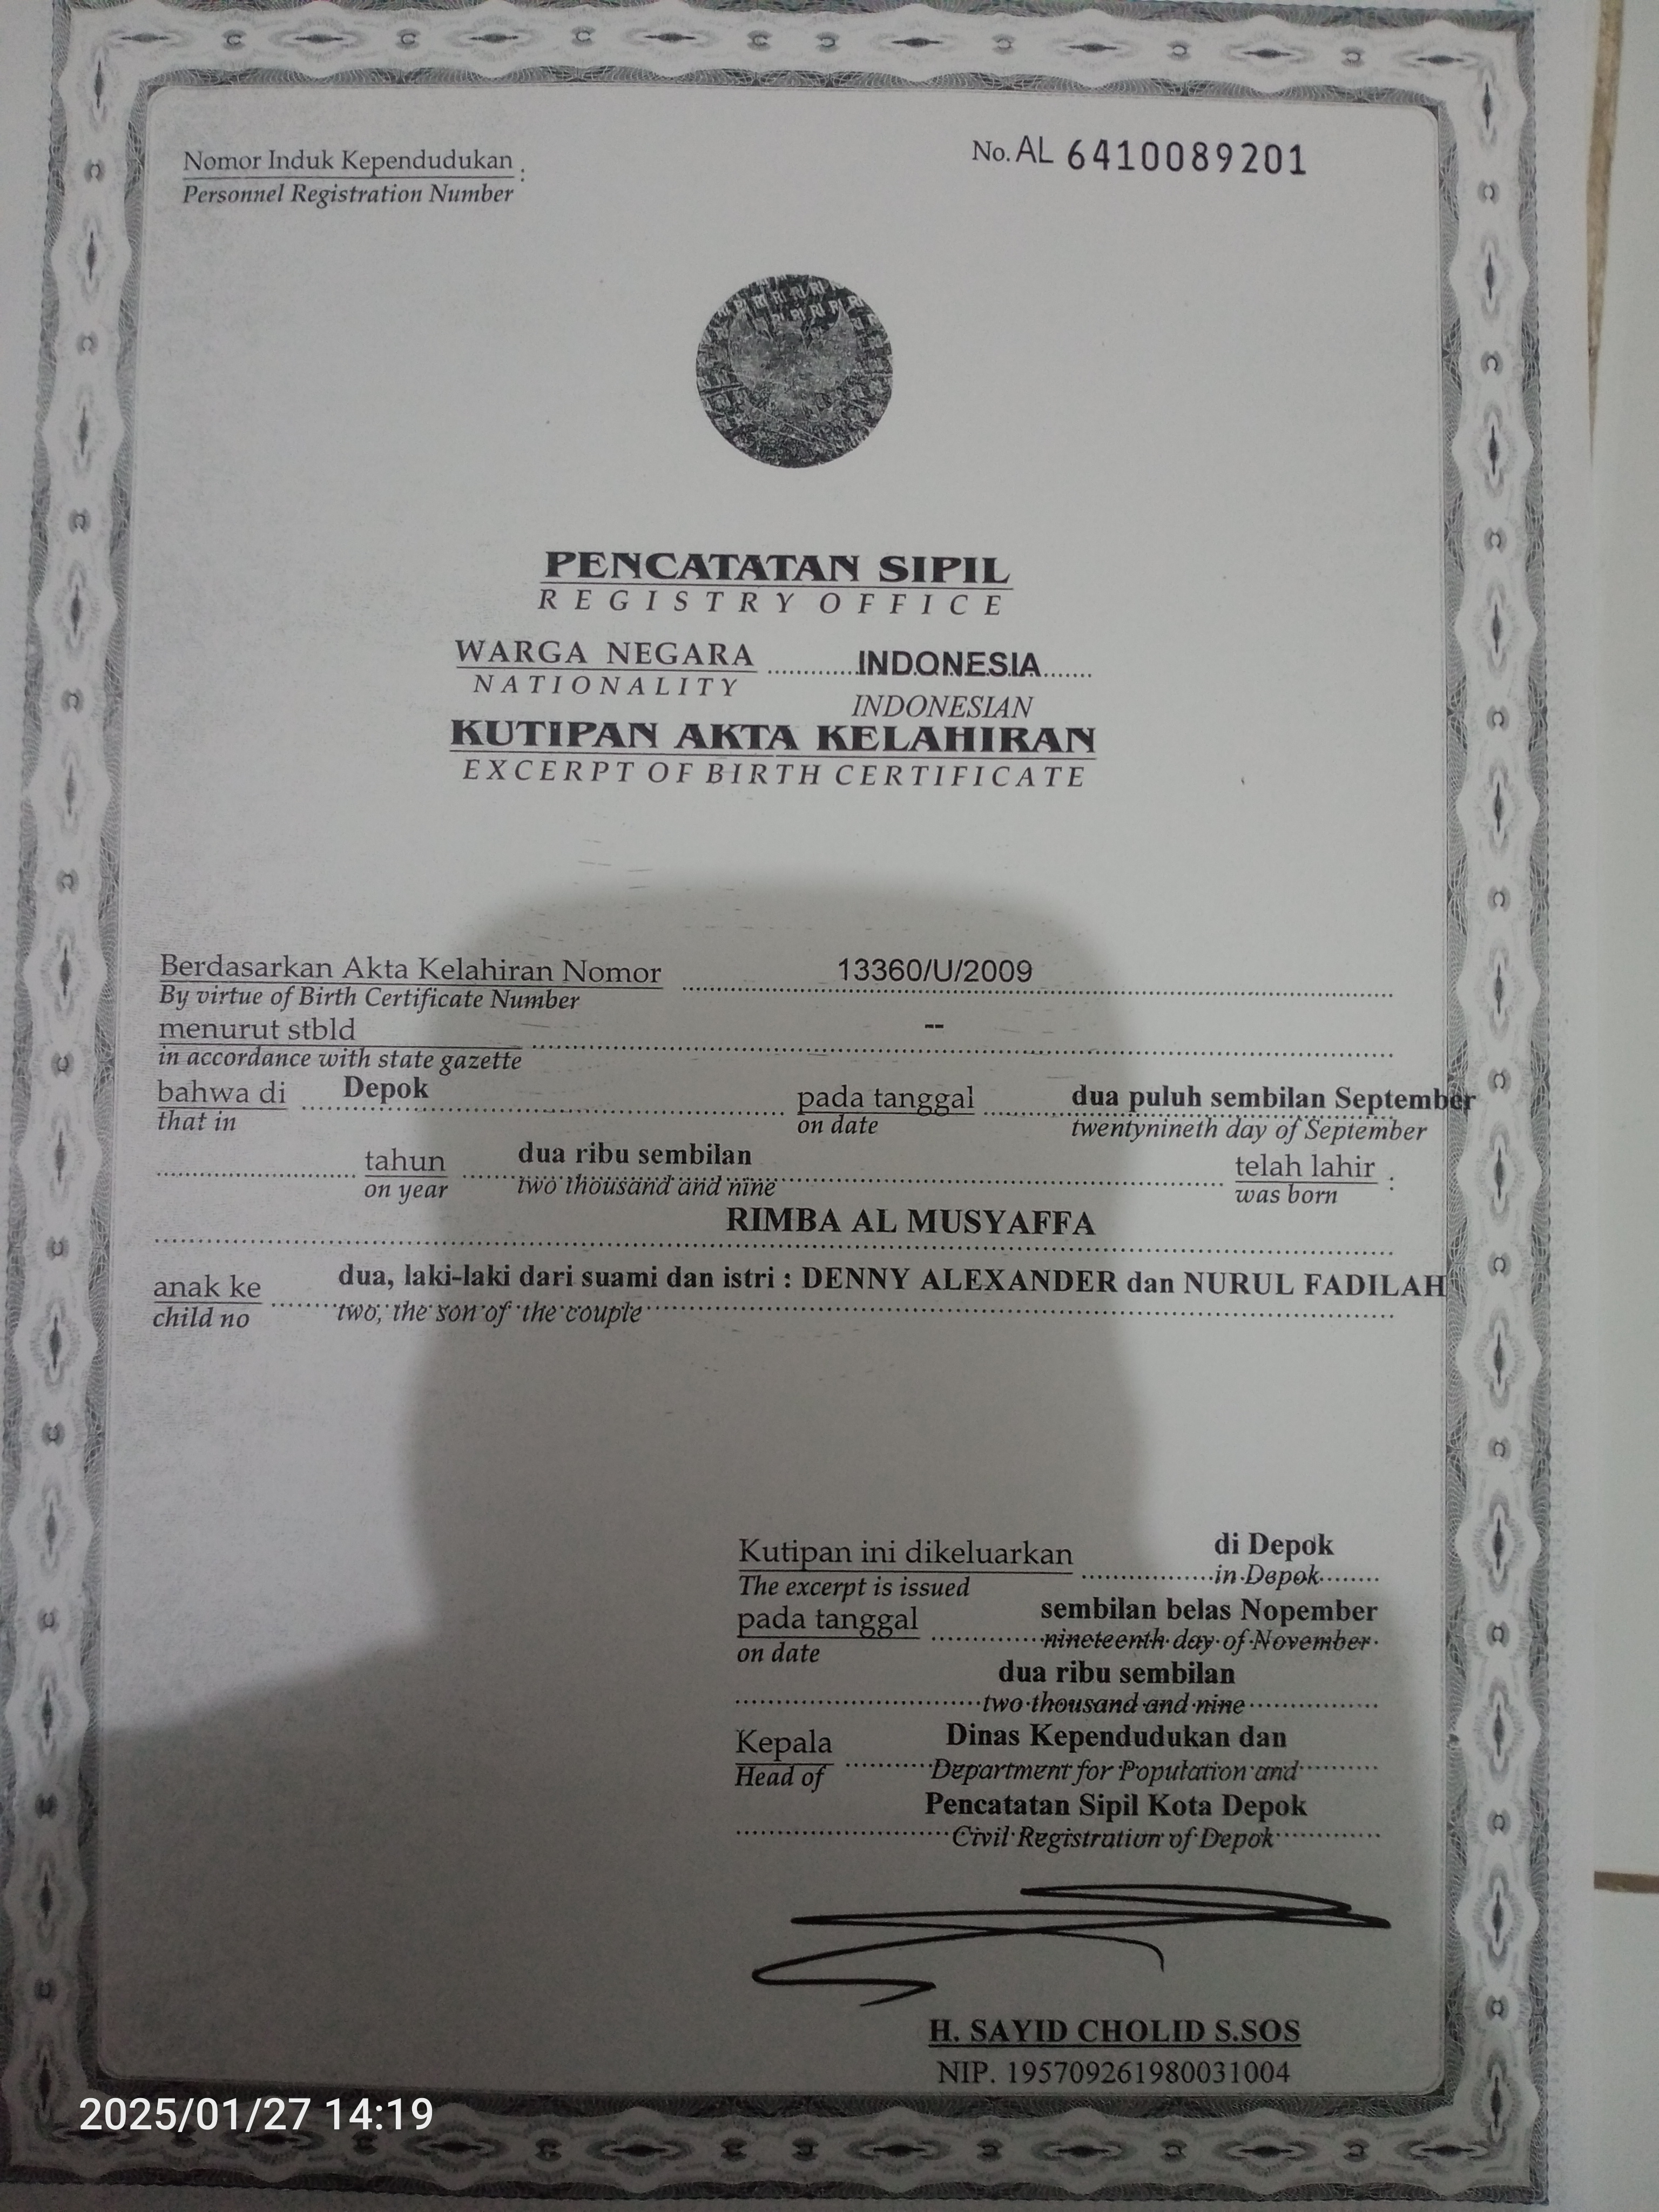 Nomor Induk Kependudukan :
Personnel Registration Number
No. AL 6410089201
PENCATATAN SIPIL
REGISTRY OFFICE
WARGA NEGARA INDONESIA
NATIONALITY INDONESIAN
KUTIPAN AKTA KELAHIRAN
EXCERPT OF BIRTH CERTIFICATE
Berdasarkan Akta Kelahiran Nomor 13360/U/2009
By virtue of Birth Certificate Number
menurut stbld --
in accordance with state gazette
bahwa di Depok pada tanggal dua puluh sembilan September
that in on date twentynineth day of September
tahun dua ribu sembilan telah lahir :
on year two thousand and nine was born
RIMBA AL MUSYAFFA
anak ke dua, laki-laki dari suami dan istri : DENNY ALEXANDER dan NURUL FADILAH
child no two, the son of the couple
Kutipan ini dikeluarkan di Depok
The excerpt is issued in Depok
pada tanggal sembilan belas Nopember
on date nineteenth day of November
dua ribu sembilan
two thousand and nine
Kepala Dinas Kependudukan dan
Head of Department for Population and
Pencatatan Sipil Kota Depok
Civil Registration of Depok
H. SAYID CHOLID S.SOS
NIP. 195709261980031004
2025/01/27 14:19